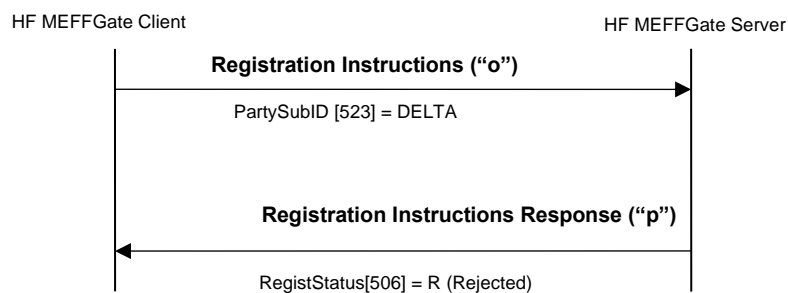 HF MEFFGate Client
HF MEFFGate Server
Registration Instructions (“o”)
PartySubID [523] = DELTA
Registration Instructions Response (“p”)
RegistStatus[506] = R (Rejected)